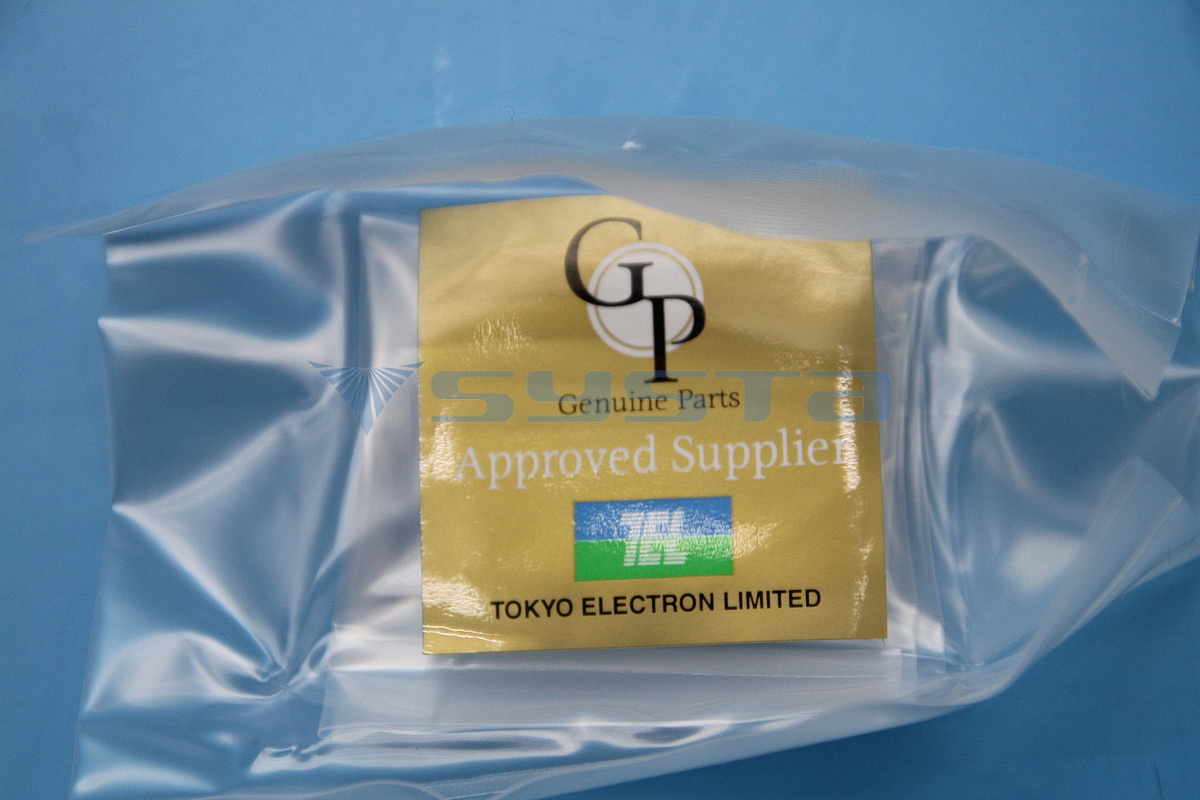 GP
Genuine Parts
systa
Approved Supplier
TEL
TOKYO ELECTRON LIMITED